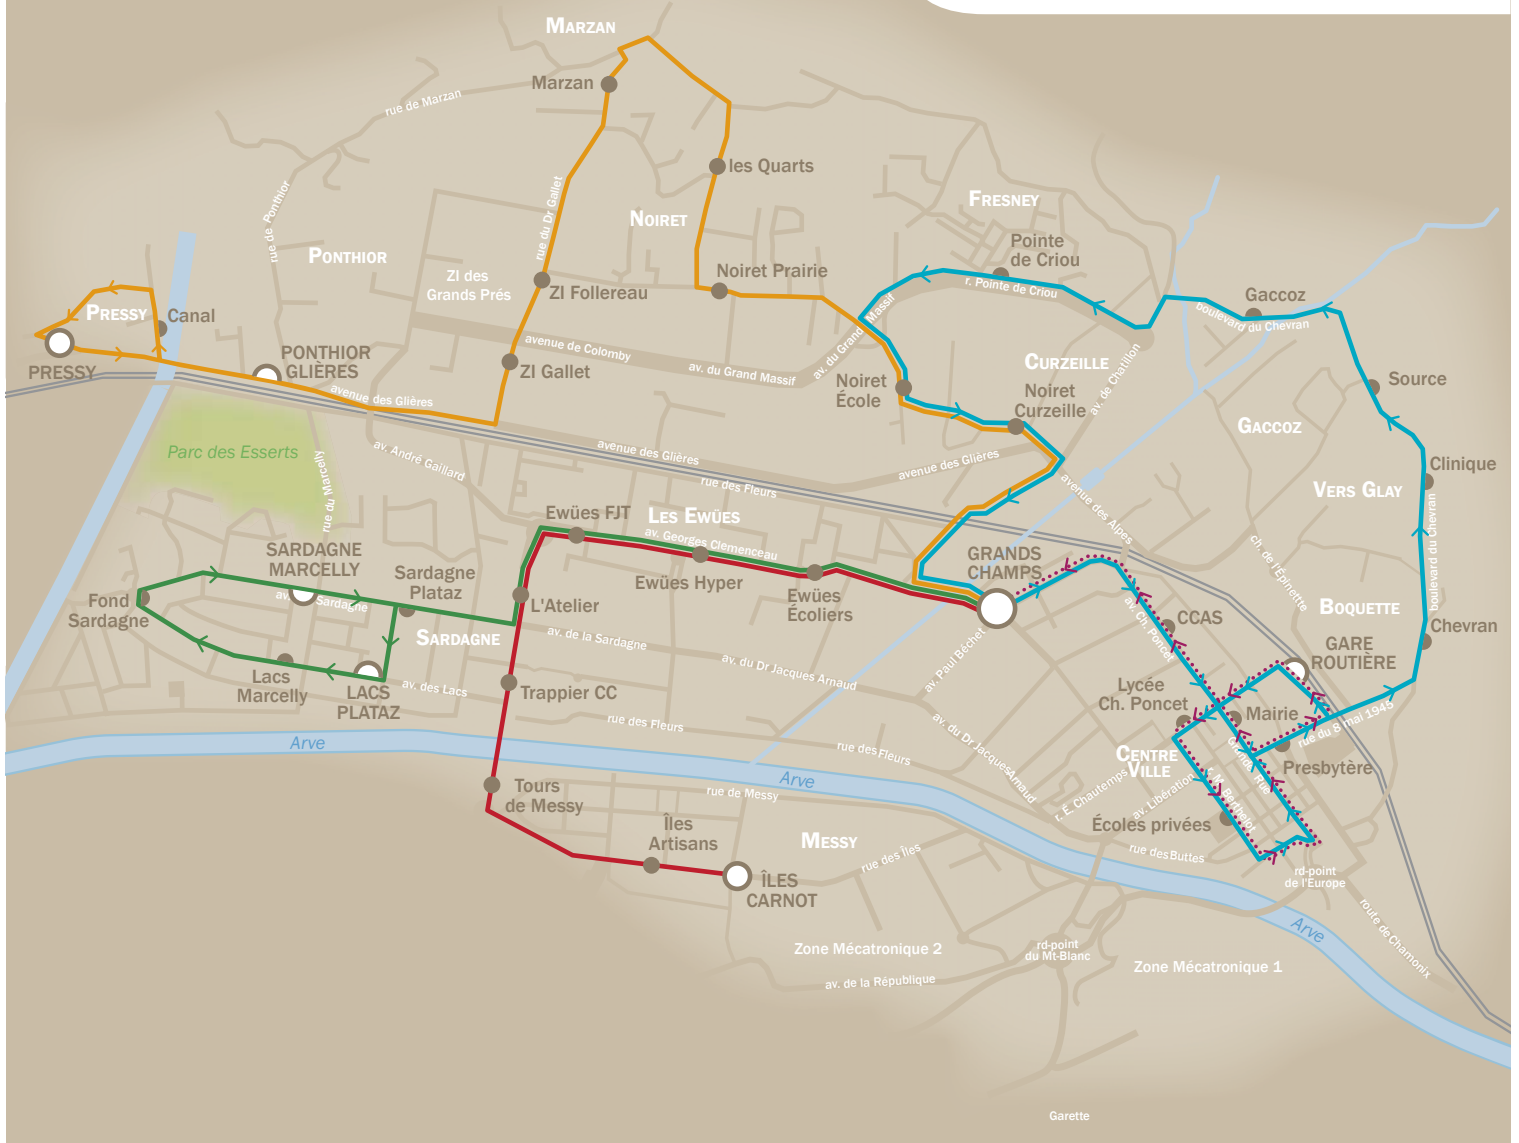 MARZAN
Marzan
rue de Marzan
les Quarts
rue de Ponthior
rue du Dr Gallet
NOIRET
FRESNEY
PONTHIOR
ZI des
Grands Prés
ZI Follereau
Noiret Prairie
Pointe
de Criou
r. Pointe de Criou
Gaccoz
boulevard du Chevran
PRESSY
Canal
PRESSY
PONTHIOR
GLIÈRES
avenue de Colomby
av. du Grand Massif
av. du Grand Massif
ZI Gallet
CURZEILLE
av. de Chatillon
Noiret
École
Noiret
Curzeille
Source
avenue des Glières
GACCOZ
Parc des Esserts
rue du Marcelly
av. André Gaillard
avenue des Glières
rue des Fleurs
avenue des Glières
avenue des Alpes
Clinique
VERS GLAY
boulevard du Chevran
Ewües FJT
LES EWÜES
av. Georges Clemenceau
Ewües Hyper
Ewües
Écoliers
GRANDS
CHAMPS
ch. de l'Épinette
BOQUETTE
SARDAGNE
MARCELLY
Sardagne
Plataz
Fond
Sardagne
av. Sardagne
L'Atelier
SARDAGNE
av. de la Sardagne
CCAS
av. Ch. Poncet
Chevran
GARE
ROUTIÈRE
av. du Dr Jacques Arnaud
av. Paul Béchet
Lacs
Marcelly
LACS
PLATAZ
av. des Lacs
Trappier CC
Lycée
Ch. Poncet
Mairie
rue du 8 mai 1945
rue des Fleurs
rue des Fleurs
av. du Dr Jacques Arnaud
Arve
Arve
CENTRE
VILLE
Grande Rue
Presbytère
Tours
de Messy
rue de Messy
r. É. Chautemps
av. Libération
r. M. Berthelot
Écoles privées
Îles
Artisans
MESSY
rue des Îles
rue des Buttes
ÎLES
CARNOT
rd-point
de l'Europe
Arve
route de Chamonix
Zone Mécatronique 2
rd-point
du Mt-Blanc
Zone Mécatronique 1
av. de la République
Garette